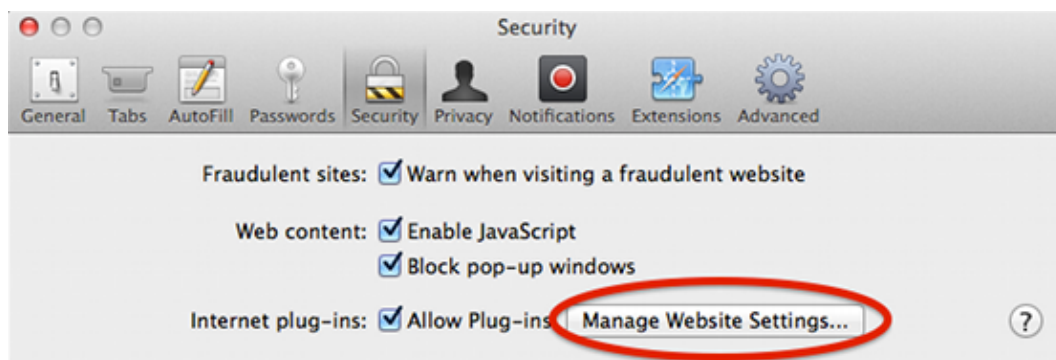 Security
General Tabs AutoFill Passwords Security Privacy Notifications Extensions Advanced
Fraudulent sites: Warn when visiting a fraudulent website
Web content: Enable JavaScript
Block pop-up windows
Internet plug-ins: Allow Plug-ins Manage Website Settings... ?